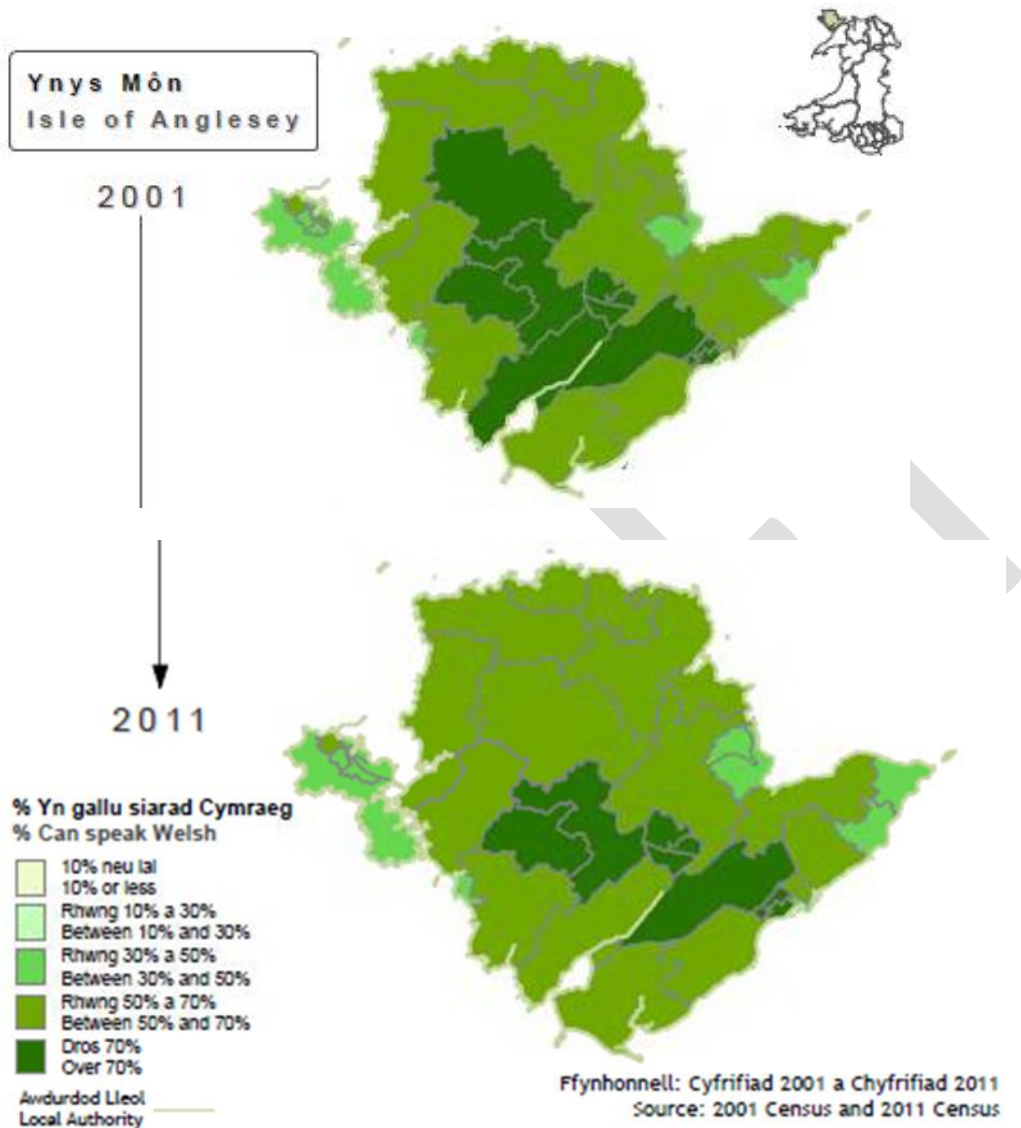 Ynys Môn
Isle of Anglesey
2001
2011
% Yn gallu siarad Cymraeg
% Can speak Welsh
10% neu lai
10% or less
Rhwng 10% a 30%
Between 10% and 30%
Rhwng 30% a 50%
Between 30% and 50%
Rhwng 50% a 70%
Between 50% and 70%
Dros 70%
Over 70%
Awdurdod Lleol
Local Authority
Ffynhonnell: Cyfrifiad 2001 a Chyfrifiad 2011
Source: 2001 Census and 2011 Census